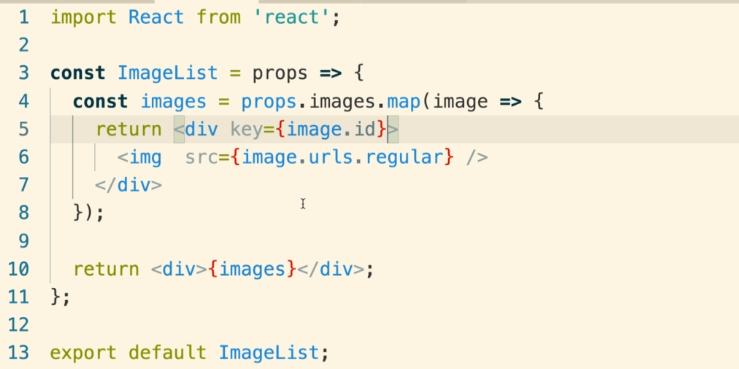 1 import React from 'react';
2
3 const ImageList = props => {
4   const images = props.images.map(image => {
5     return <div key={image.id}>
6       <img  src={image.urls.regular} />
7     </div>
8   });
9
10   return <div>{images}</div>;
11 };
12
13 export default ImageList;